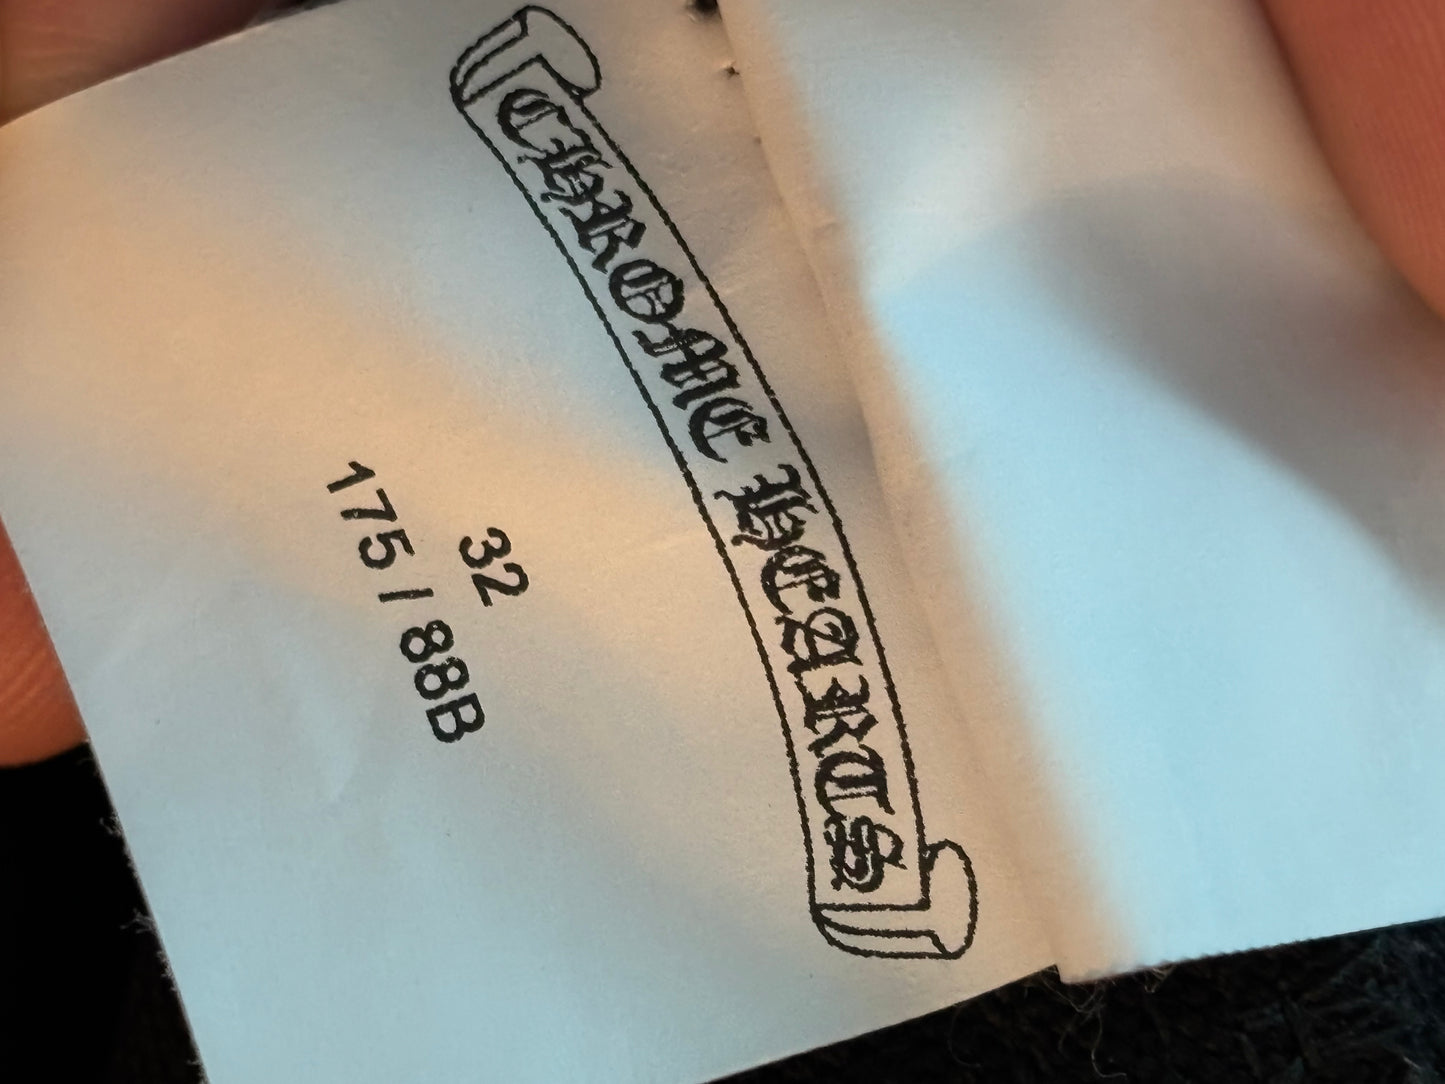 CHROME HEARTS
32
175 / 88B